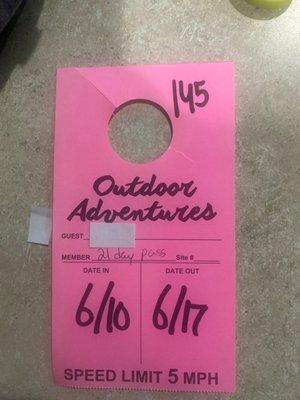 145
Outdoor
Adventures
GUEST
MEMBER 21 day pass Site #
DATE IN DATE OUT
6/10 6/17
SPEED LIMIT 5 MPH